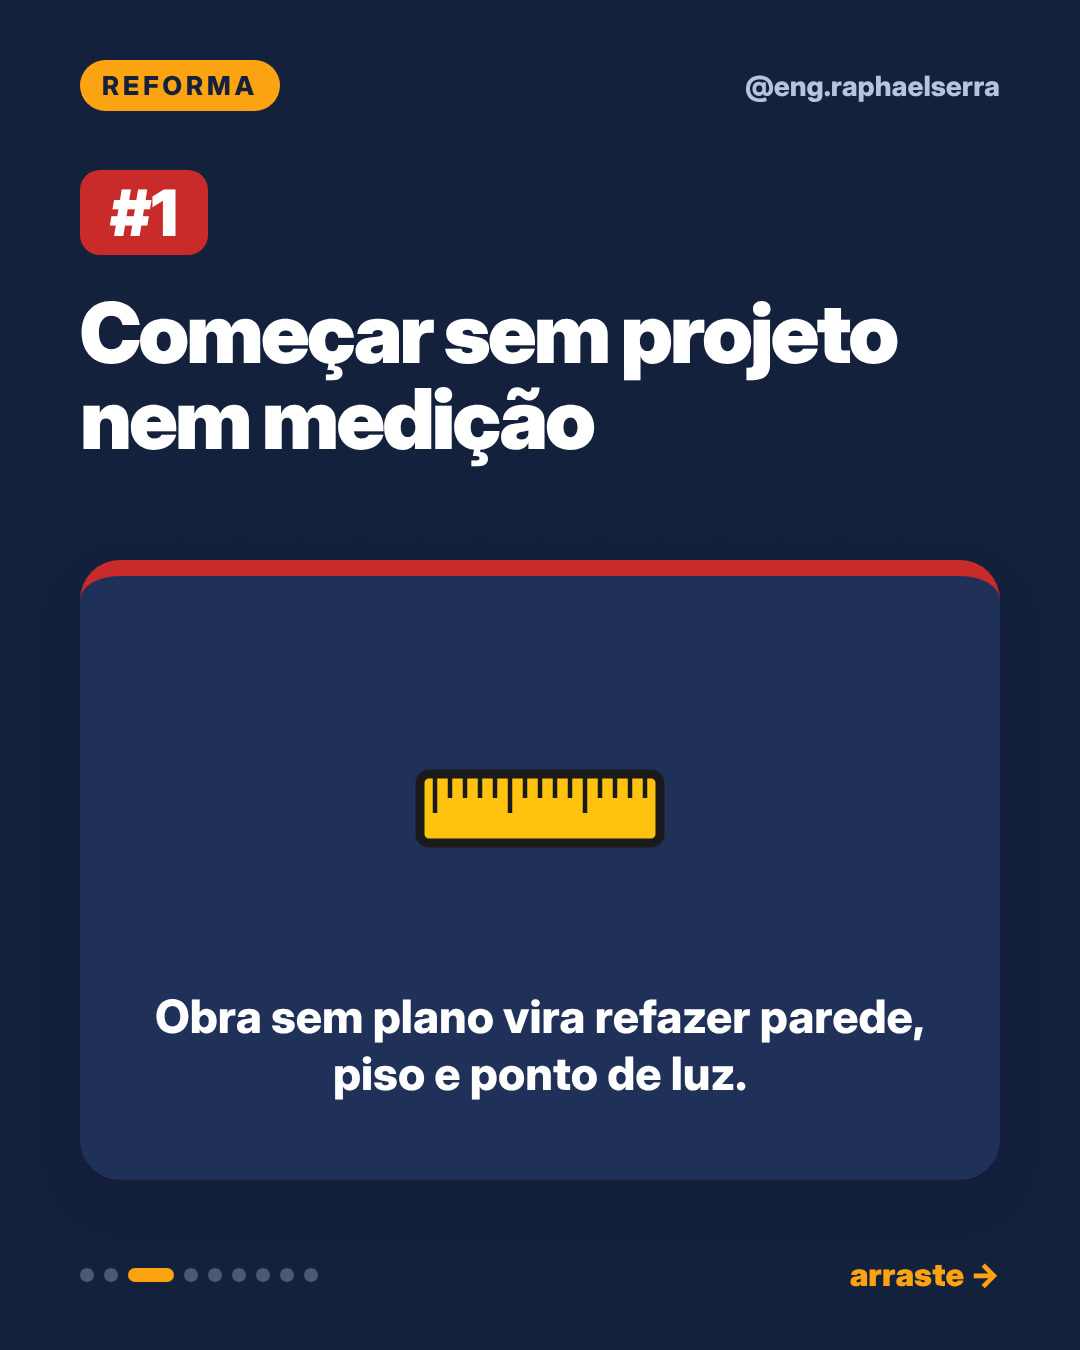 REFORMA
@eng.raphaelserra
#1
Começar sem projeto
nem medição
Obra sem plano vira refazer parede,
piso e ponto de luz.
arraste →